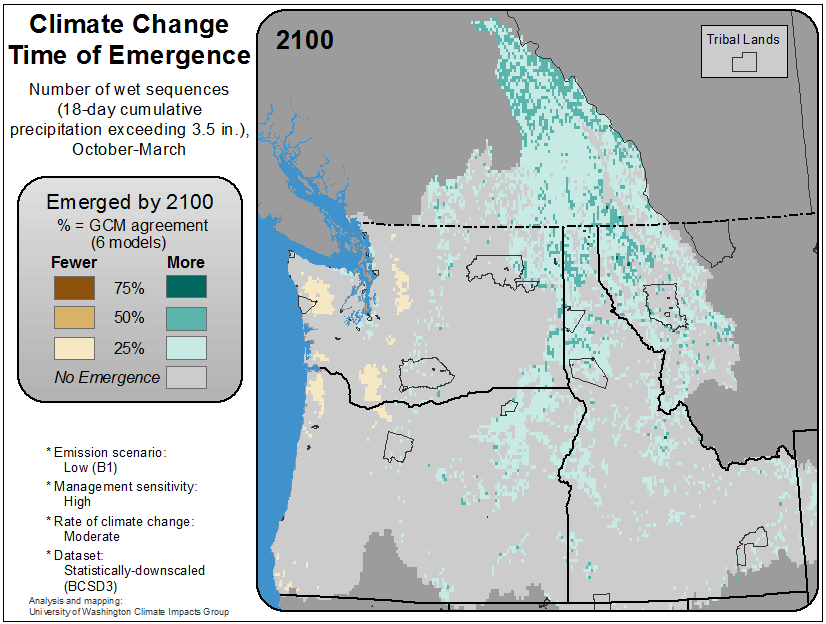 Climate Change
Time of Emergence
Number of wet sequences
(18-day cumulative
precipitation exceeding 3.5 in.),
October-March
Emerged by 2100
% = GCM agreement
(6 models)
Fewer More
75%
50%
25%
No Emergence
* Emission scenario:
Low (B1)
* Management sensitivity:
High
* Rate of climate change:
Moderate
* Dataset:
Statistically-downscaled
(BCSD3)
Analysis and mapping:
University of Washington Climate Impacts Group
2100
Tribal Lands